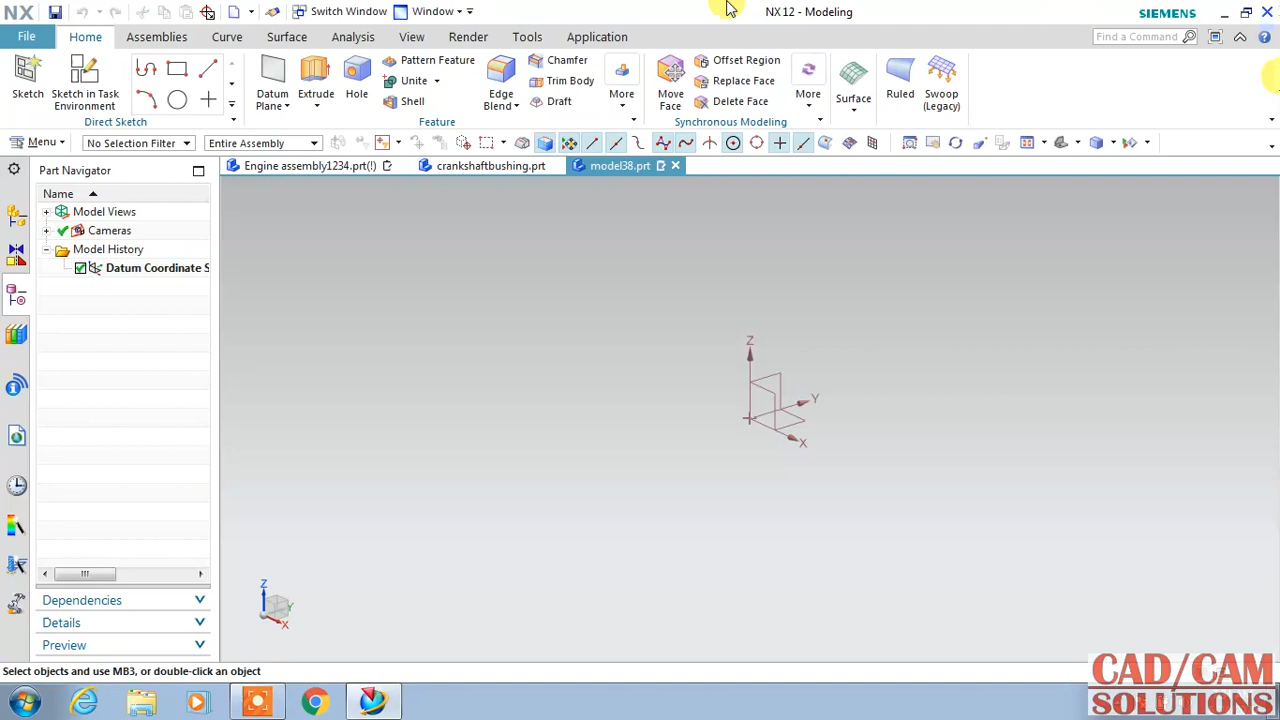 NX Switch Window Window NX 12 - Modeling SIEMENS
File Home Assemblies Curve Surface Analysis View Render Tools Application Find a Command
Sketch
Sketch in Task Environment
Direct Sketch
Datum Plane
Extrude
Hole
Pattern Feature
Unite
Shell
Edge Blend
Chamfer
Trim Body
Draft
More
Feature
Move Face
Offset Region
Replace Face
Delete Face
More
Synchronous Modeling
Surface
Ruled
Swoop (Legacy)
Menu No Selection Filter Entire Assembly
Part Navigator
Engine assembly1234.prt(!) crankshaftbushing.prt model38.prt
Name
Model Views
Cameras
Model History
Datum Coordinate S
Z
Y
X
Z
Y
X
Dependencies
Details
Preview
Select objects and use MB3, or double-click an object
CAD/CAM
SOLUTIONS